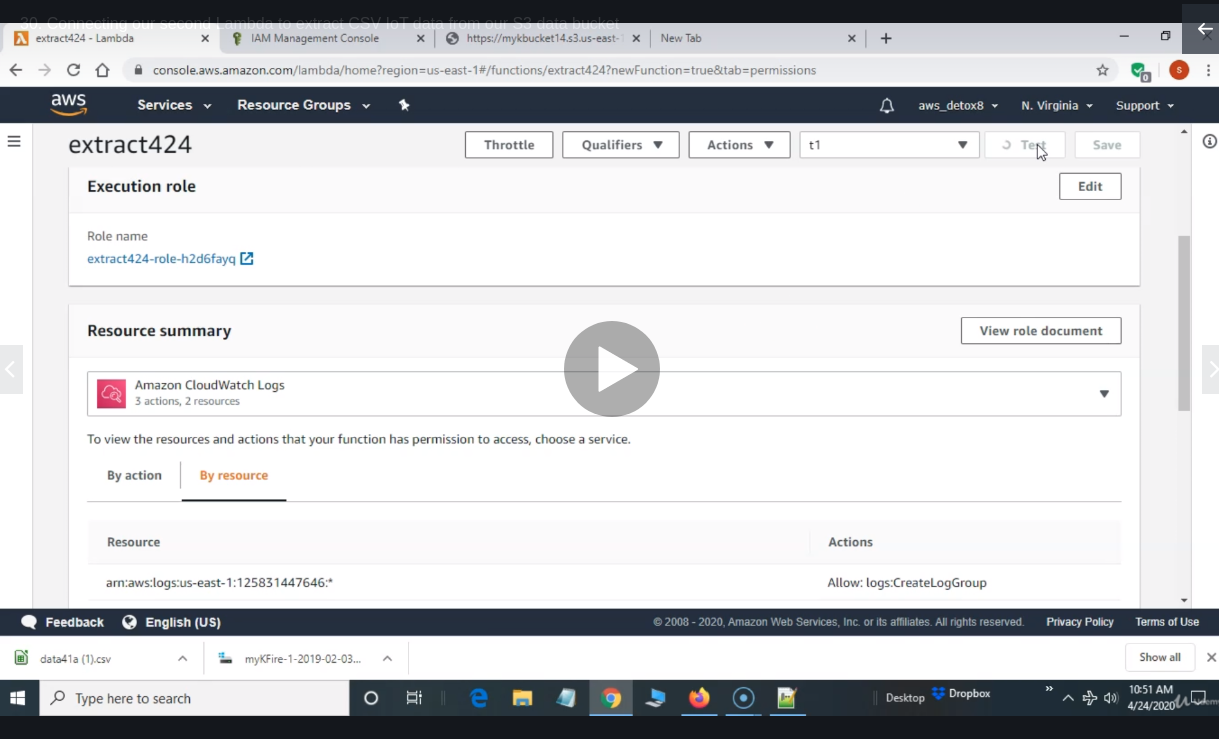 30. Connecting our second Lambda to extract CSV IoT data from our S3 data bucket
extract424 - Lambda
IAM Management Console
https://mykbucket14.s3.us-east-
New Tab
console.aws.amazon.com/lambda/home?region=us-east-1#/functions/extract424?newFunction=true&tab=permissions
0
s
aws
Services
Resource Groups
aws_detox8
N. Virginia
Support
extract424
Throttle
Qualifiers
Actions
t1
Test
Save
Execution role
Edit
Role name
extract424-role-h2d6fayq
Resource summary
View role document
Amazon CloudWatch Logs
3 actions, 2 resources
To view the resources and actions that your function has permission to access, choose a service.
By action
By resource
Resource
Actions
arn:aws:logs:us-east-1:125831447646:*
Allow: logs:CreateLogGroup
Feedback
English (US)
© 2008 - 2020, Amazon Web Services, Inc. or its affiliates. All rights reserved.
Privacy Policy
Terms of Use
data41a (1).csv
myKFire-1-2019-02-03...
Show all
Type here to search
Desktop
Dropbox
10:51 AM
4/24/2020